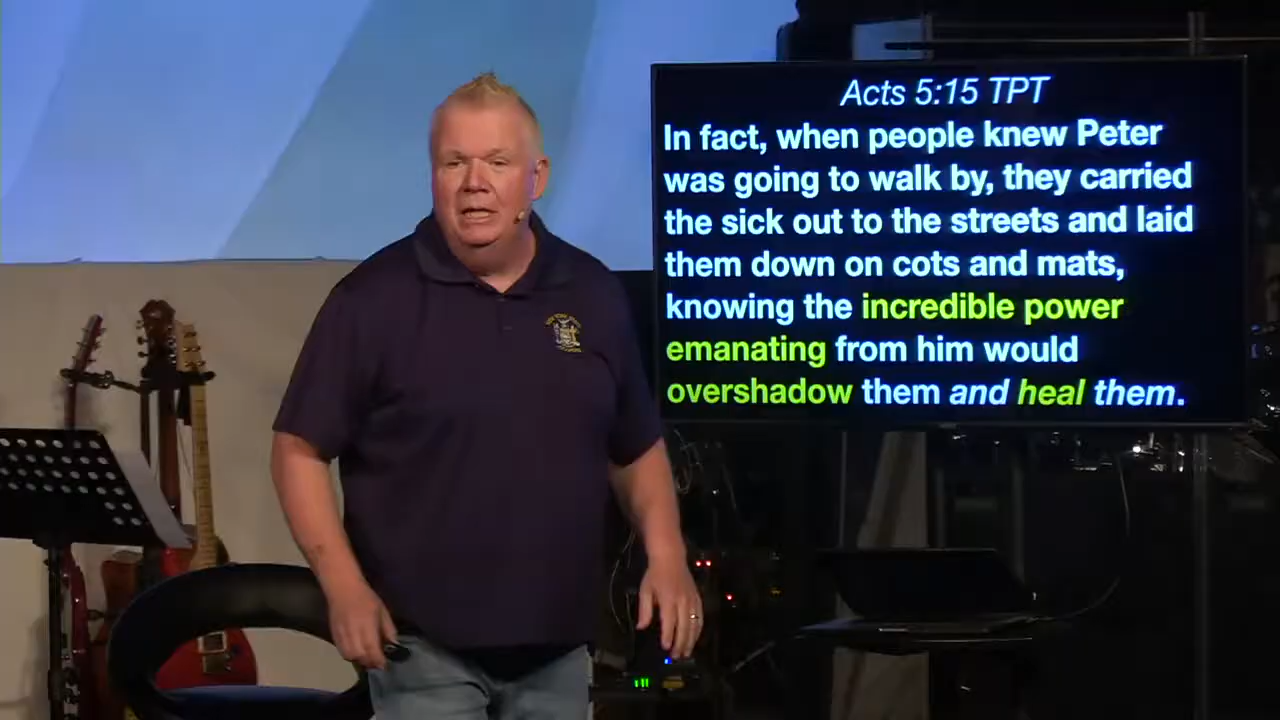 Acts 5:15 TPT
In fact, when people knew Peter
was going to walk by, they carried
the sick out to the streets and laid
them down on cots and mats,
knowing the incredible power
emanating from him would
overshadow them and heal them.